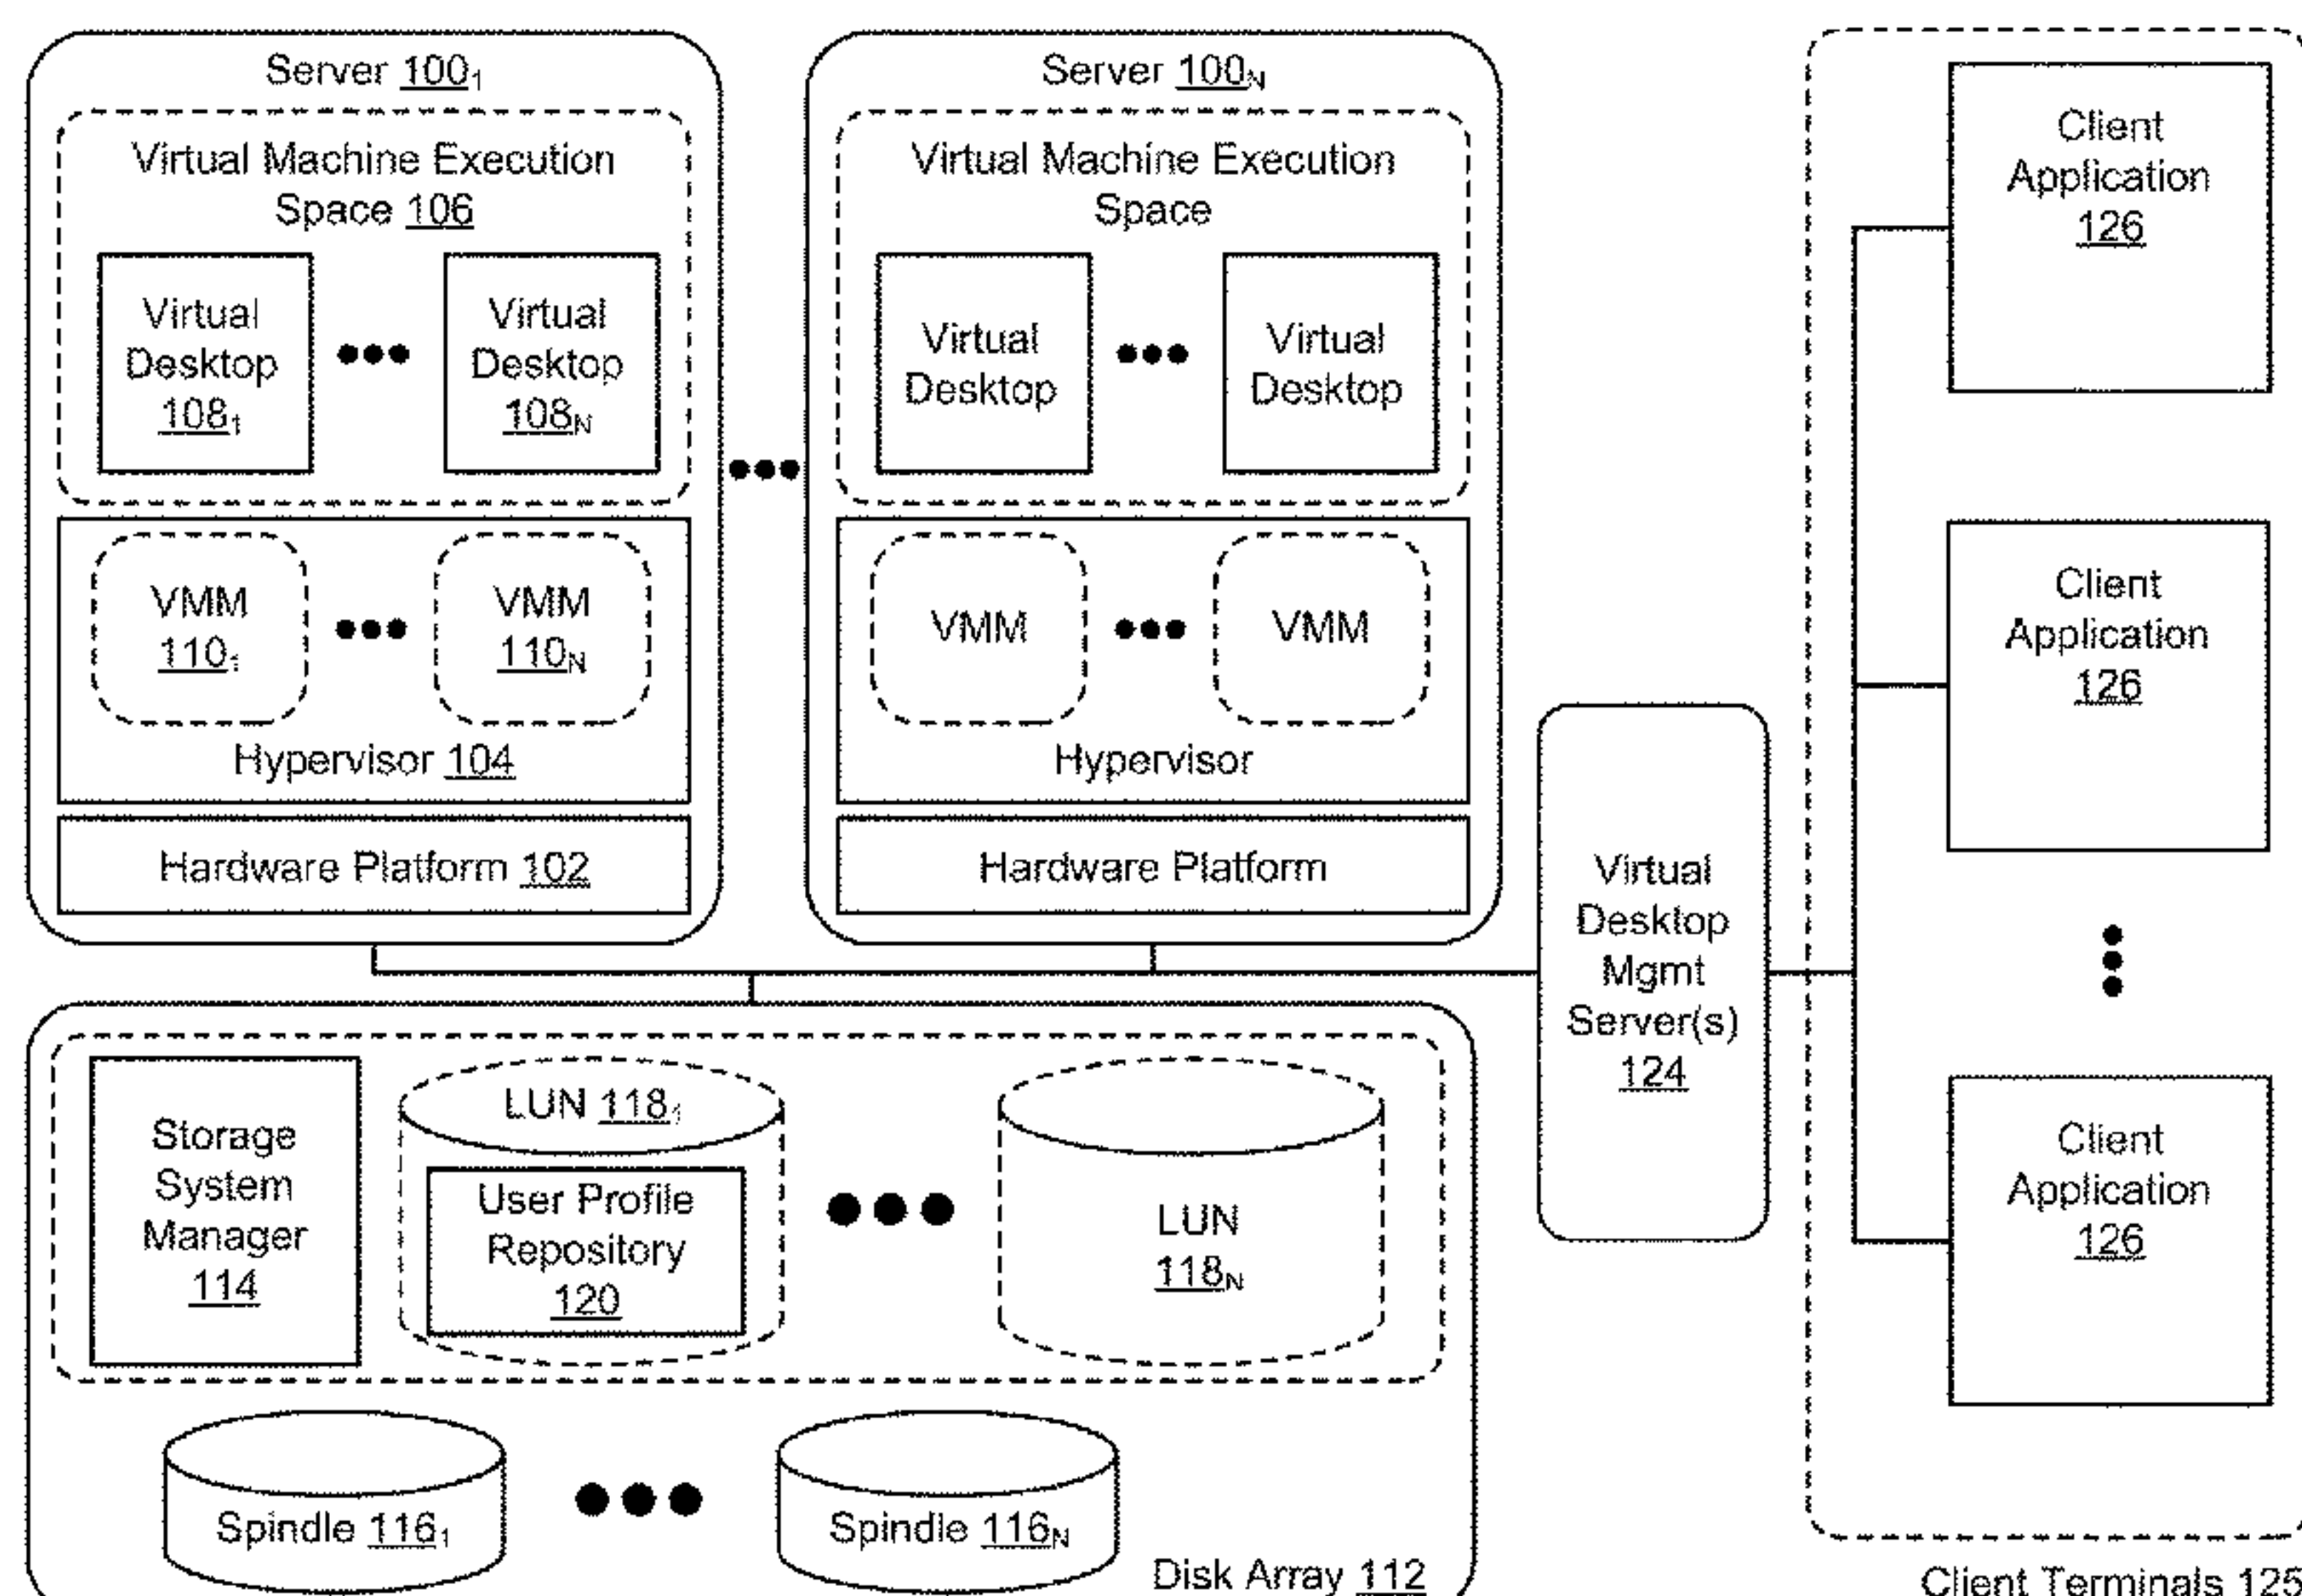 Server 100₁
Virtual Machine Execution
Space 106
Virtual
Desktop
108₁
Virtual
Desktop
108N
VMM
110₁
VMM
110N
Hypervisor 104
Hardware Platform 102
Server 100N
Virtual Machine Execution
Space
Virtual
Desktop
Virtual
Desktop
VMM
VMM
Hypervisor
Hardware Platform
Storage
System
Manager
114
LUN 118₁
User Profile
Repository
120
LUN
118N
Spindle 116₁
Spindle 116N
Disk Array 112
Virtual
Desktop
Mgmt
Server(s)
124
Client
Application
126
Client
Application
126
Client
Application
126
Client Terminals 125